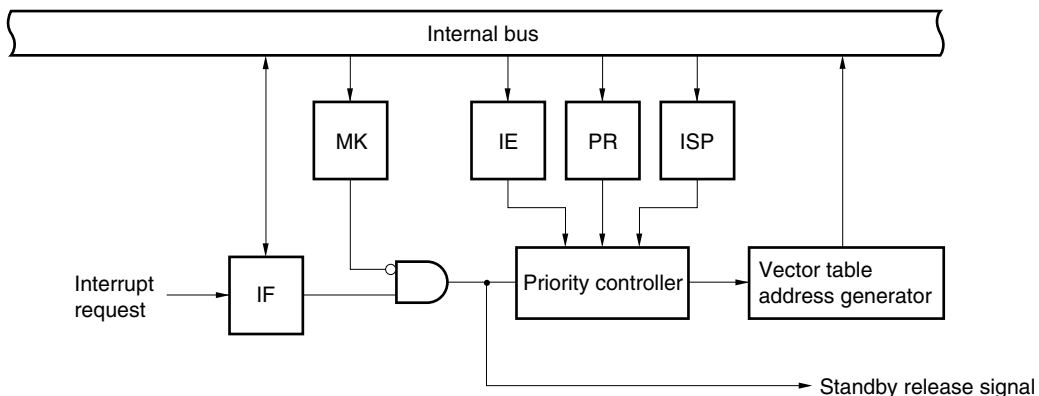 Internal bus
MK
IE
PR
ISP
Interrupt
request
IF
Priority controller
Vector table
address generator
Standby release signal